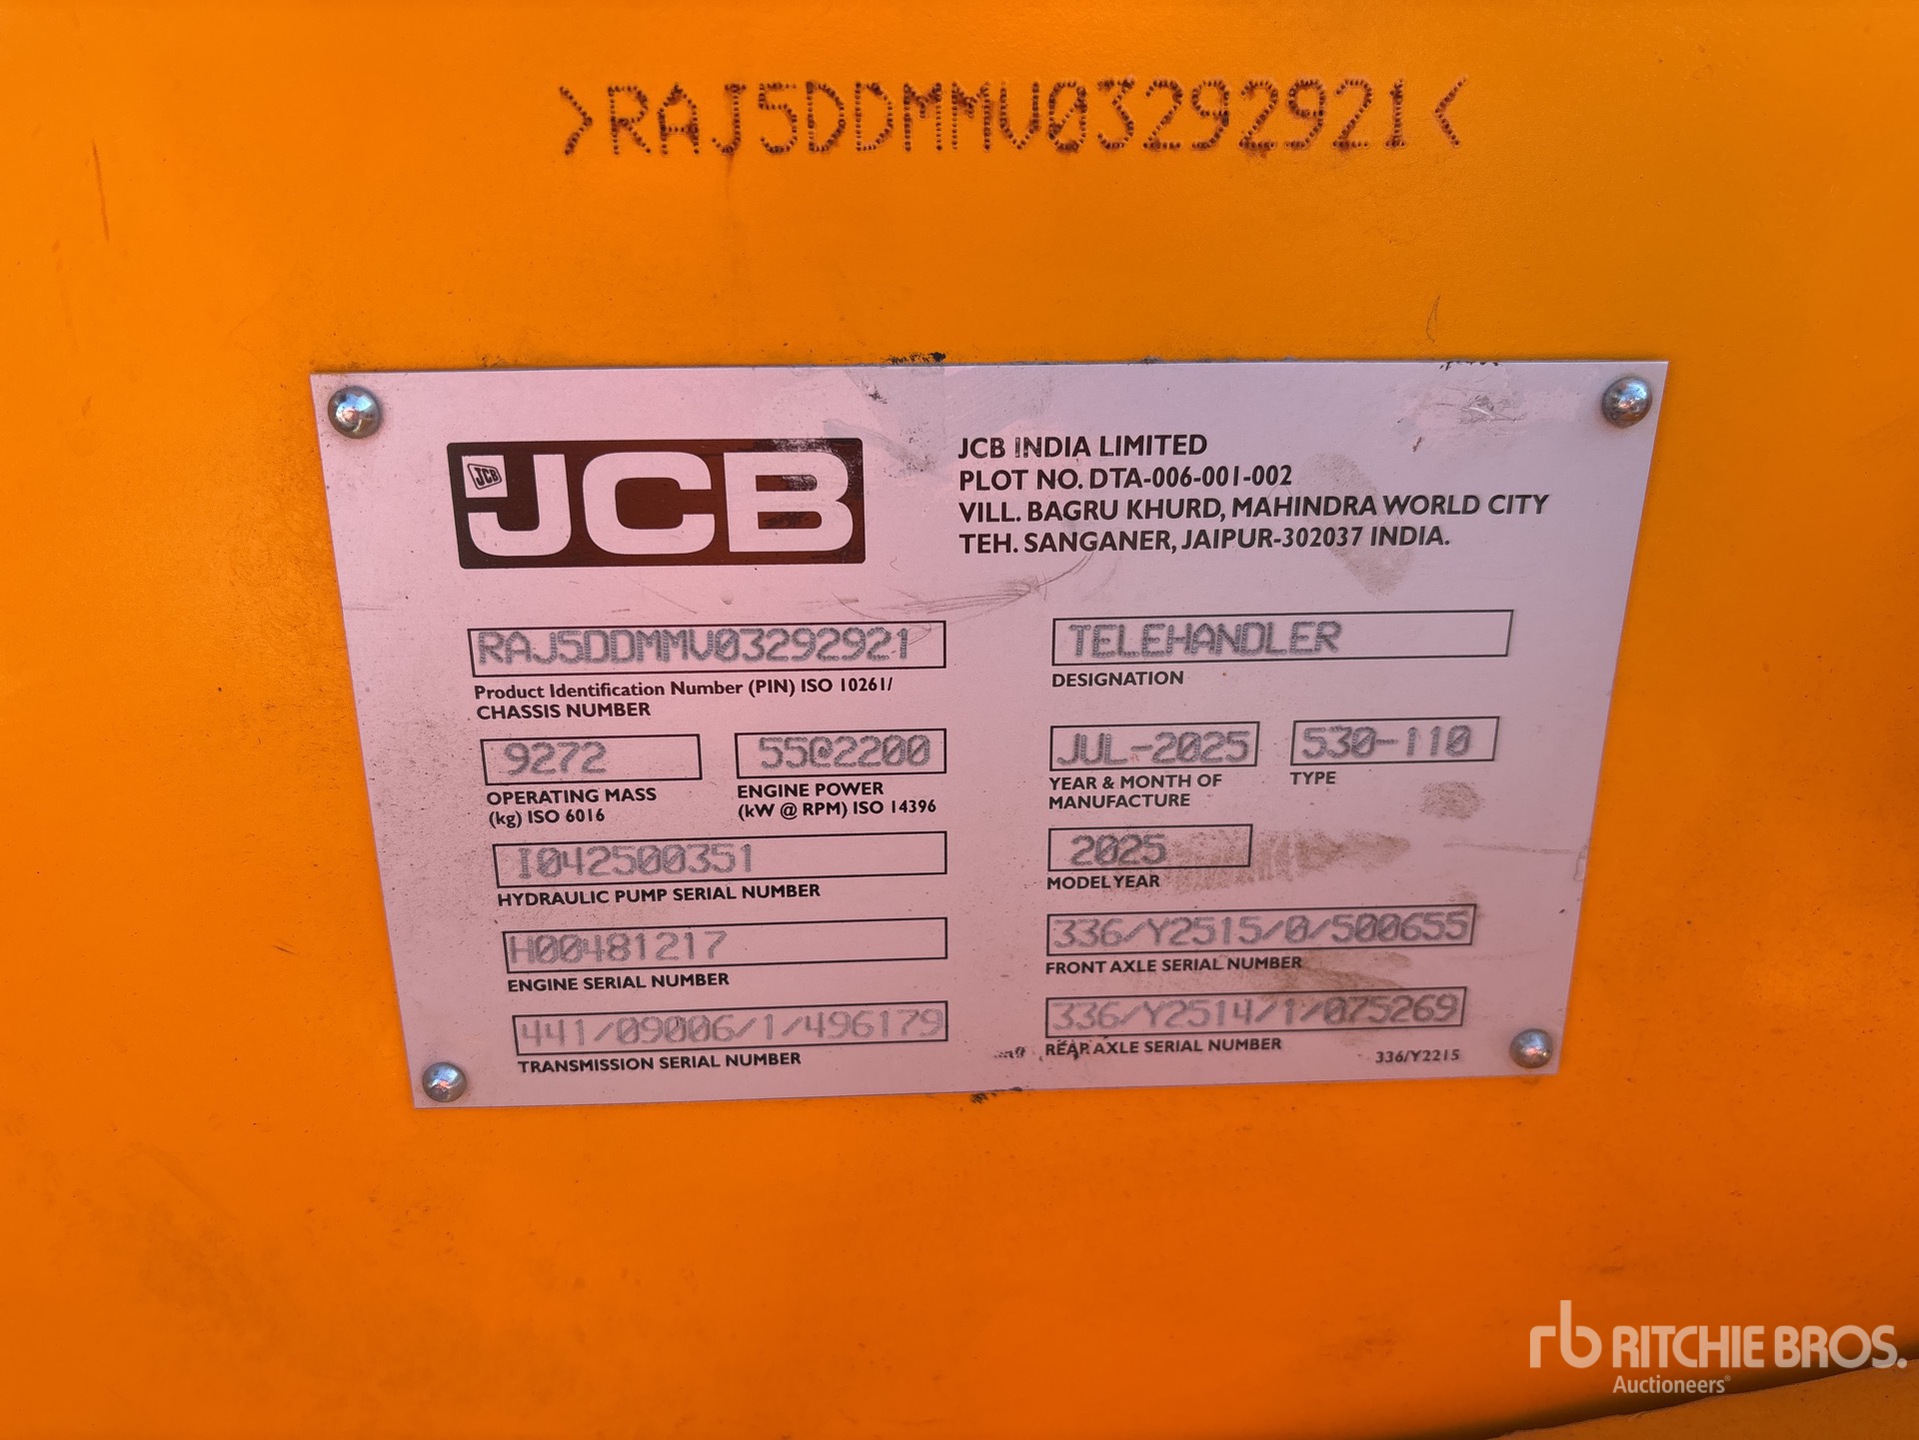 >RAJ5DDMMV03292921<
JCB
JCB
JCB INDIA LIMITED
PLOT NO. DTA-006-001-002
VILL. BAGRU KHURD, MAHINDRA WORLD CITY
TEH. SANGANER, JAIPUR-302037 INDIA.
RAJ5DDMMV03292921
Product Identification Number (PIN) ISO 10261/
CHASSIS NUMBER
TELEHANDLER
DESIGNATION
9272
OPERATING MASS
(kg) ISO 6016
55@2200
ENGINE POWER
(kW @ RPM) ISO 14396
JUL-2025
YEAR & MONTH OF
MANUFACTURE
530-110
TYPE
I042500351
HYDRAULIC PUMP SERIAL NUMBER
2025
MODEL YEAR
H00481217
ENGINE SERIAL NUMBER
336/Y2515/0/500655
FRONT AXLE SERIAL NUMBER
441/09006/1/496179
TRANSMISSION SERIAL NUMBER
336/Y2514/1/075269
REAR AXLE SERIAL NUMBER
336/Y2215
rb RITCHIE BROS.
Auctioneers®